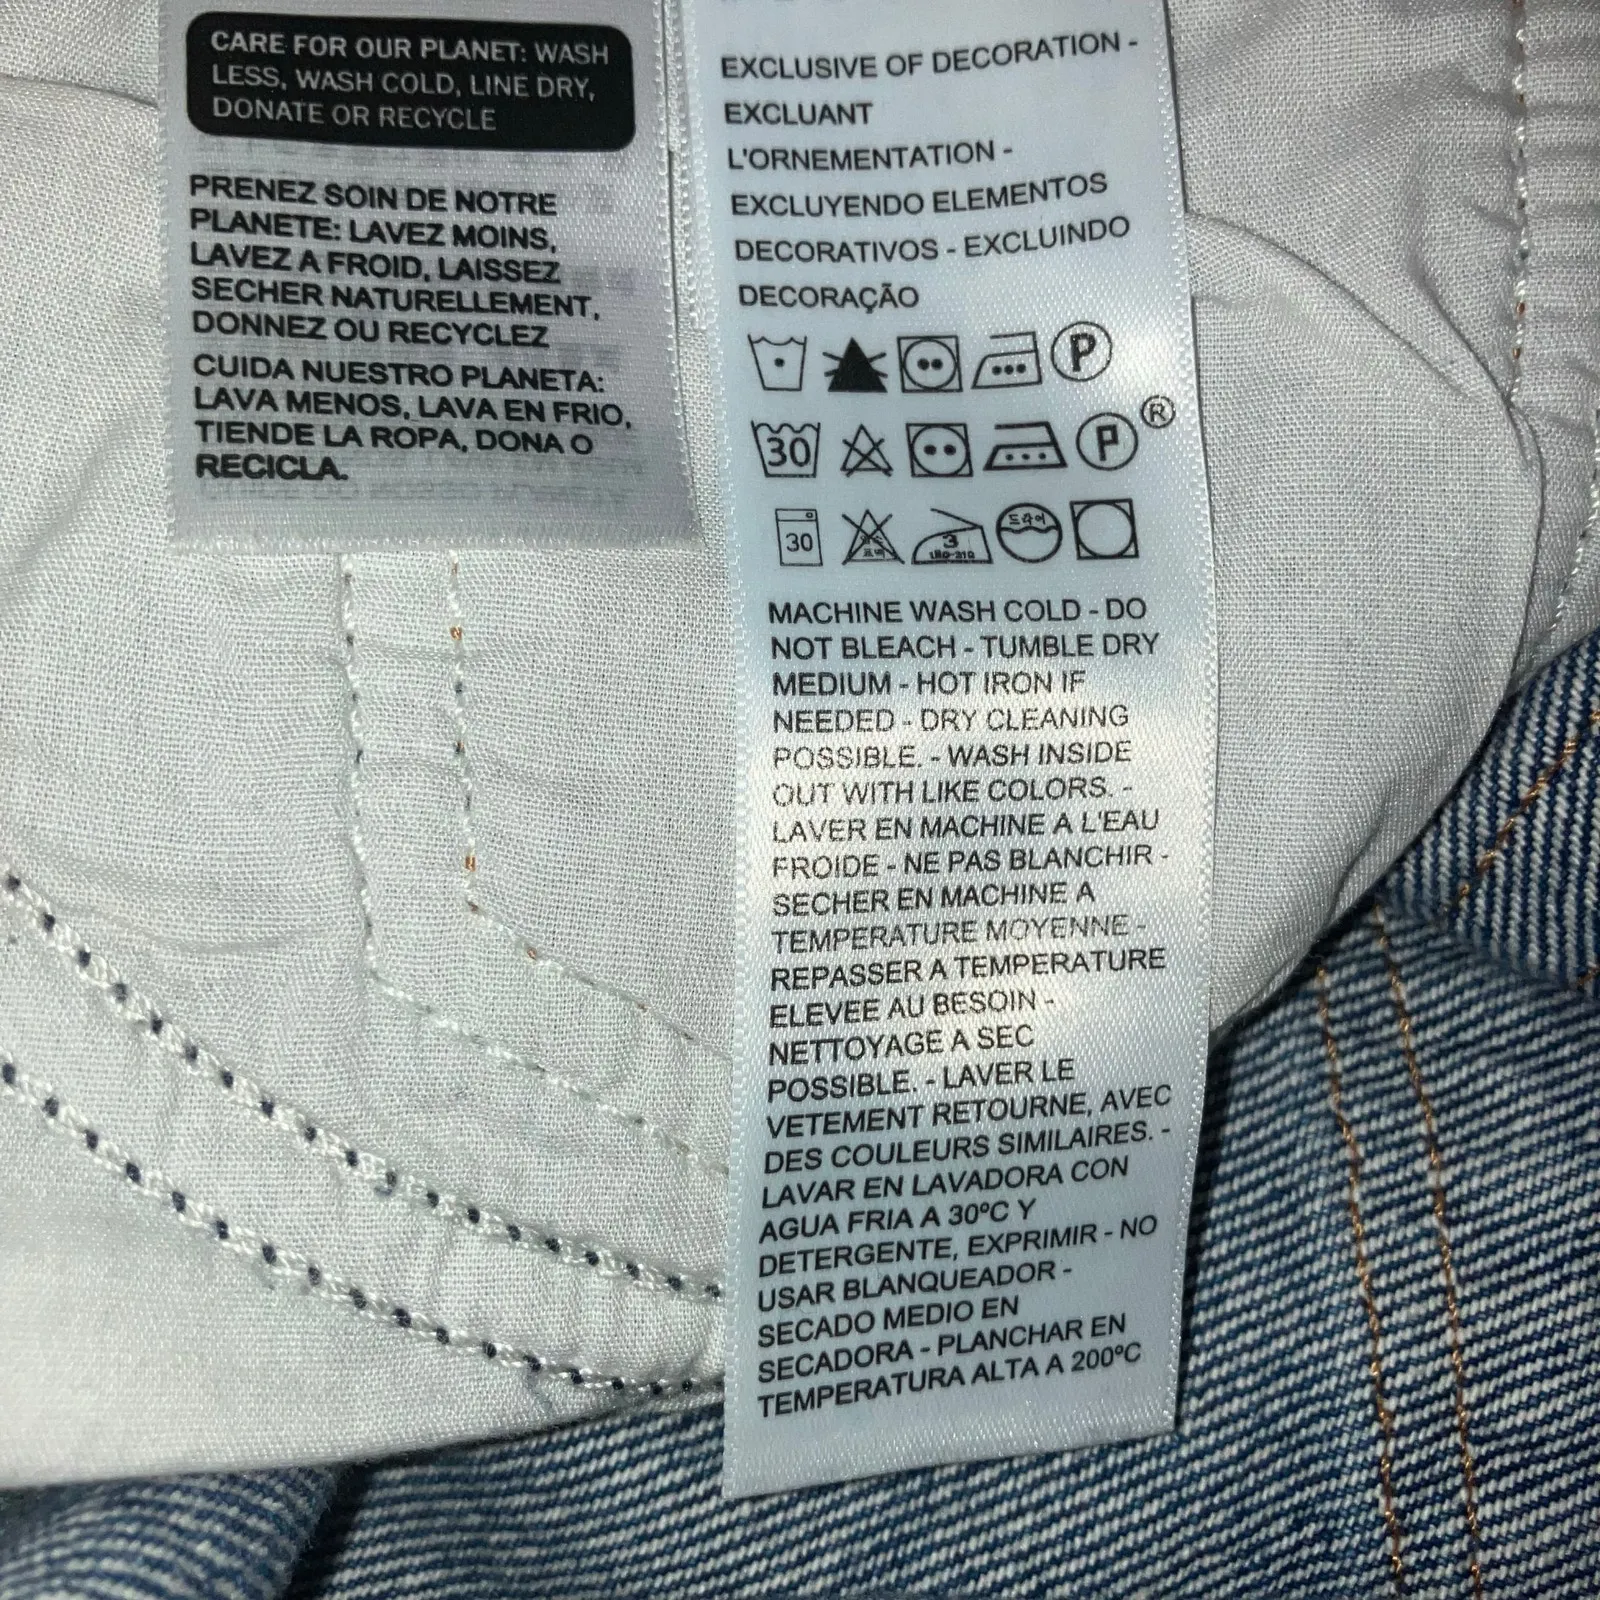 CARE FOR OUR PLANET: WASH
LESS, WASH COLD, LINE DRY,
DONATE OR RECYCLE
PRENEZ SOIN DE NOTRE
PLANETE: LAVEZ MOINS,
LAVEZ A FROID, LAISSEZ
SECHER NATURELLEMENT,
DONNEZ OU RECYCLEZ
CUIDA NUESTRO PLANETA:
LAVA MENOS, LAVA EN FRIO,
TIENDE LA ROPA, DONA O
RECICLA.
EXCLUSIVE OF DECORATION -
EXCLUANT
L'ORNEMENTATION -
EXCLUYENDO ELEMENTOS
DECORATIVOS - EXCLUINDO
DECORAÇÃO
P
30 P ®
30 3 180-210 드라이
MACHINE WASH COLD - DO
NOT BLEACH - TUMBLE DRY
MEDIUM - HOT IRON IF
NEEDED - DRY CLEANING
POSSIBLE. - WASH INSIDE
OUT WITH LIKE COLORS. -
LAVER EN MACHINE A L'EAU
FROIDE - NE PAS BLANCHIR -
SECHER EN MACHINE A
TEMPERATURE MOYENNE -
REPASSER A TEMPERATURE
ELEVEE AU BESOIN -
NETTOYAGE A SEC
POSSIBLE. - LAVER LE
VETEMENT RETOURNE, AVEC
DES COULEURS SIMILAIRES. -
LAVAR EN LAVADORA CON
AGUA FRIA A 30ºC Y
DETERGENTE, EXPRIMIR - NO
USAR BLANQUEADOR -
SECADO MEDIO EN
SECADORA - PLANCHAR EN
TEMPERATURA ALTA A 200ºC